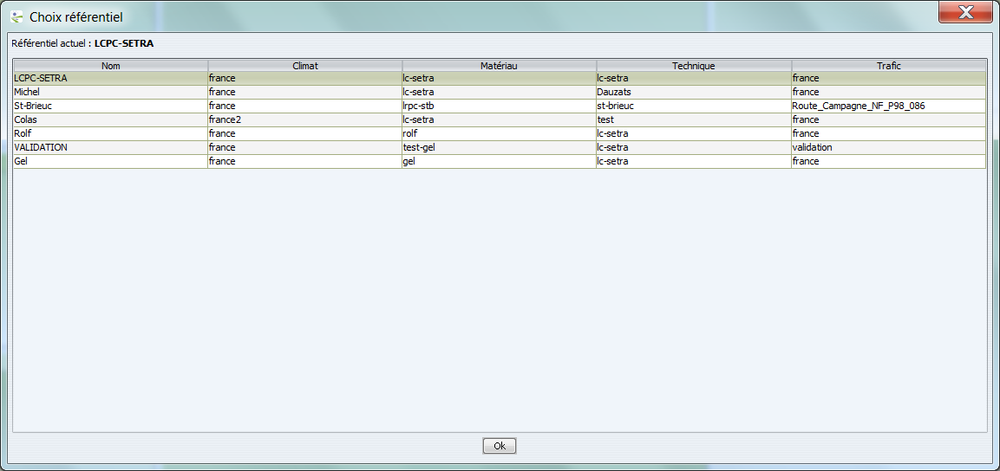 Choix référentiel
Référentiel actuel : LCPC-SETRA
Nom Climat Matériau Technique Trafic
LCPC-SETRA france lc-setra lc-setra france
Michel france lc-setra Dauzats france
St-Brieuc france lrpc-stb st-brieuc Route_Campagne_NF_P98_086
Colas france2 lc-setra test france
Rolf france rolf lc-setra france
VALIDATION france test-gel lc-setra validation
Gel france gel lc-setra france
Ok